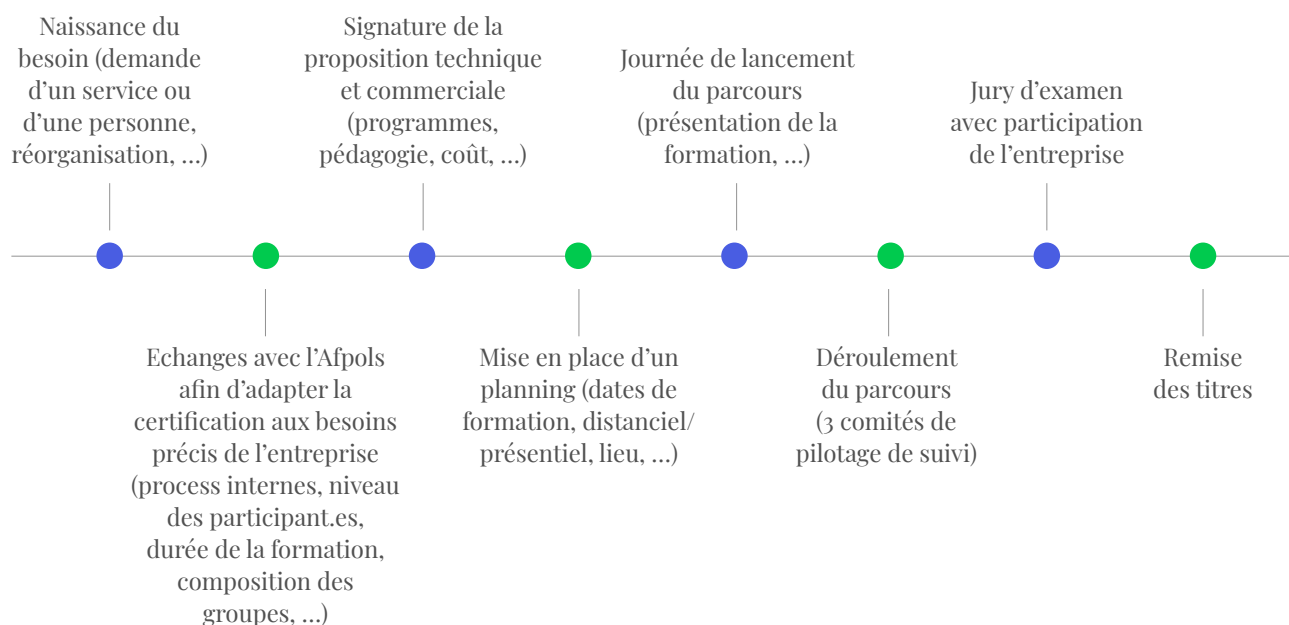 Naissance du
besoin (demande
d'un service ou
d'une personne,
réorganisation, …)
Echanges avec l'Afpols
afin d'adapter la
certification aux besoins
précis de l'entreprise
(process internes, niveau
des participant.es,
durée de la formation,
composition des
groupes, …)
Signature de la
proposition technique
et commerciale
(programmes,
pédagogie, coût, …)
Mise en place d'un
planning (dates de
formation, distanciel/
présentiel, lieu, …)
Journée de lancement
du parcours
(présentation de la
formation, …)
Déroulement
du parcours
(3 comités de
pilotage de suivi)
Jury d'examen
avec participation
de l'entreprise
Remise
des titres